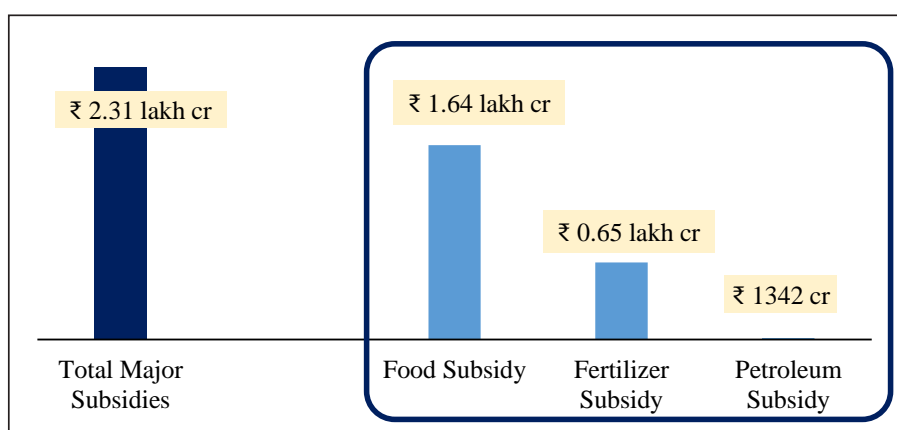 ₹ 2.31 lakh cr
₹ 1.64 lakh cr
₹ 0.65 lakh cr
₹ 1342 cr
Total Major
Subsidies
Food Subsidy
Fertilizer
Subsidy
Petroleum
Subsidy